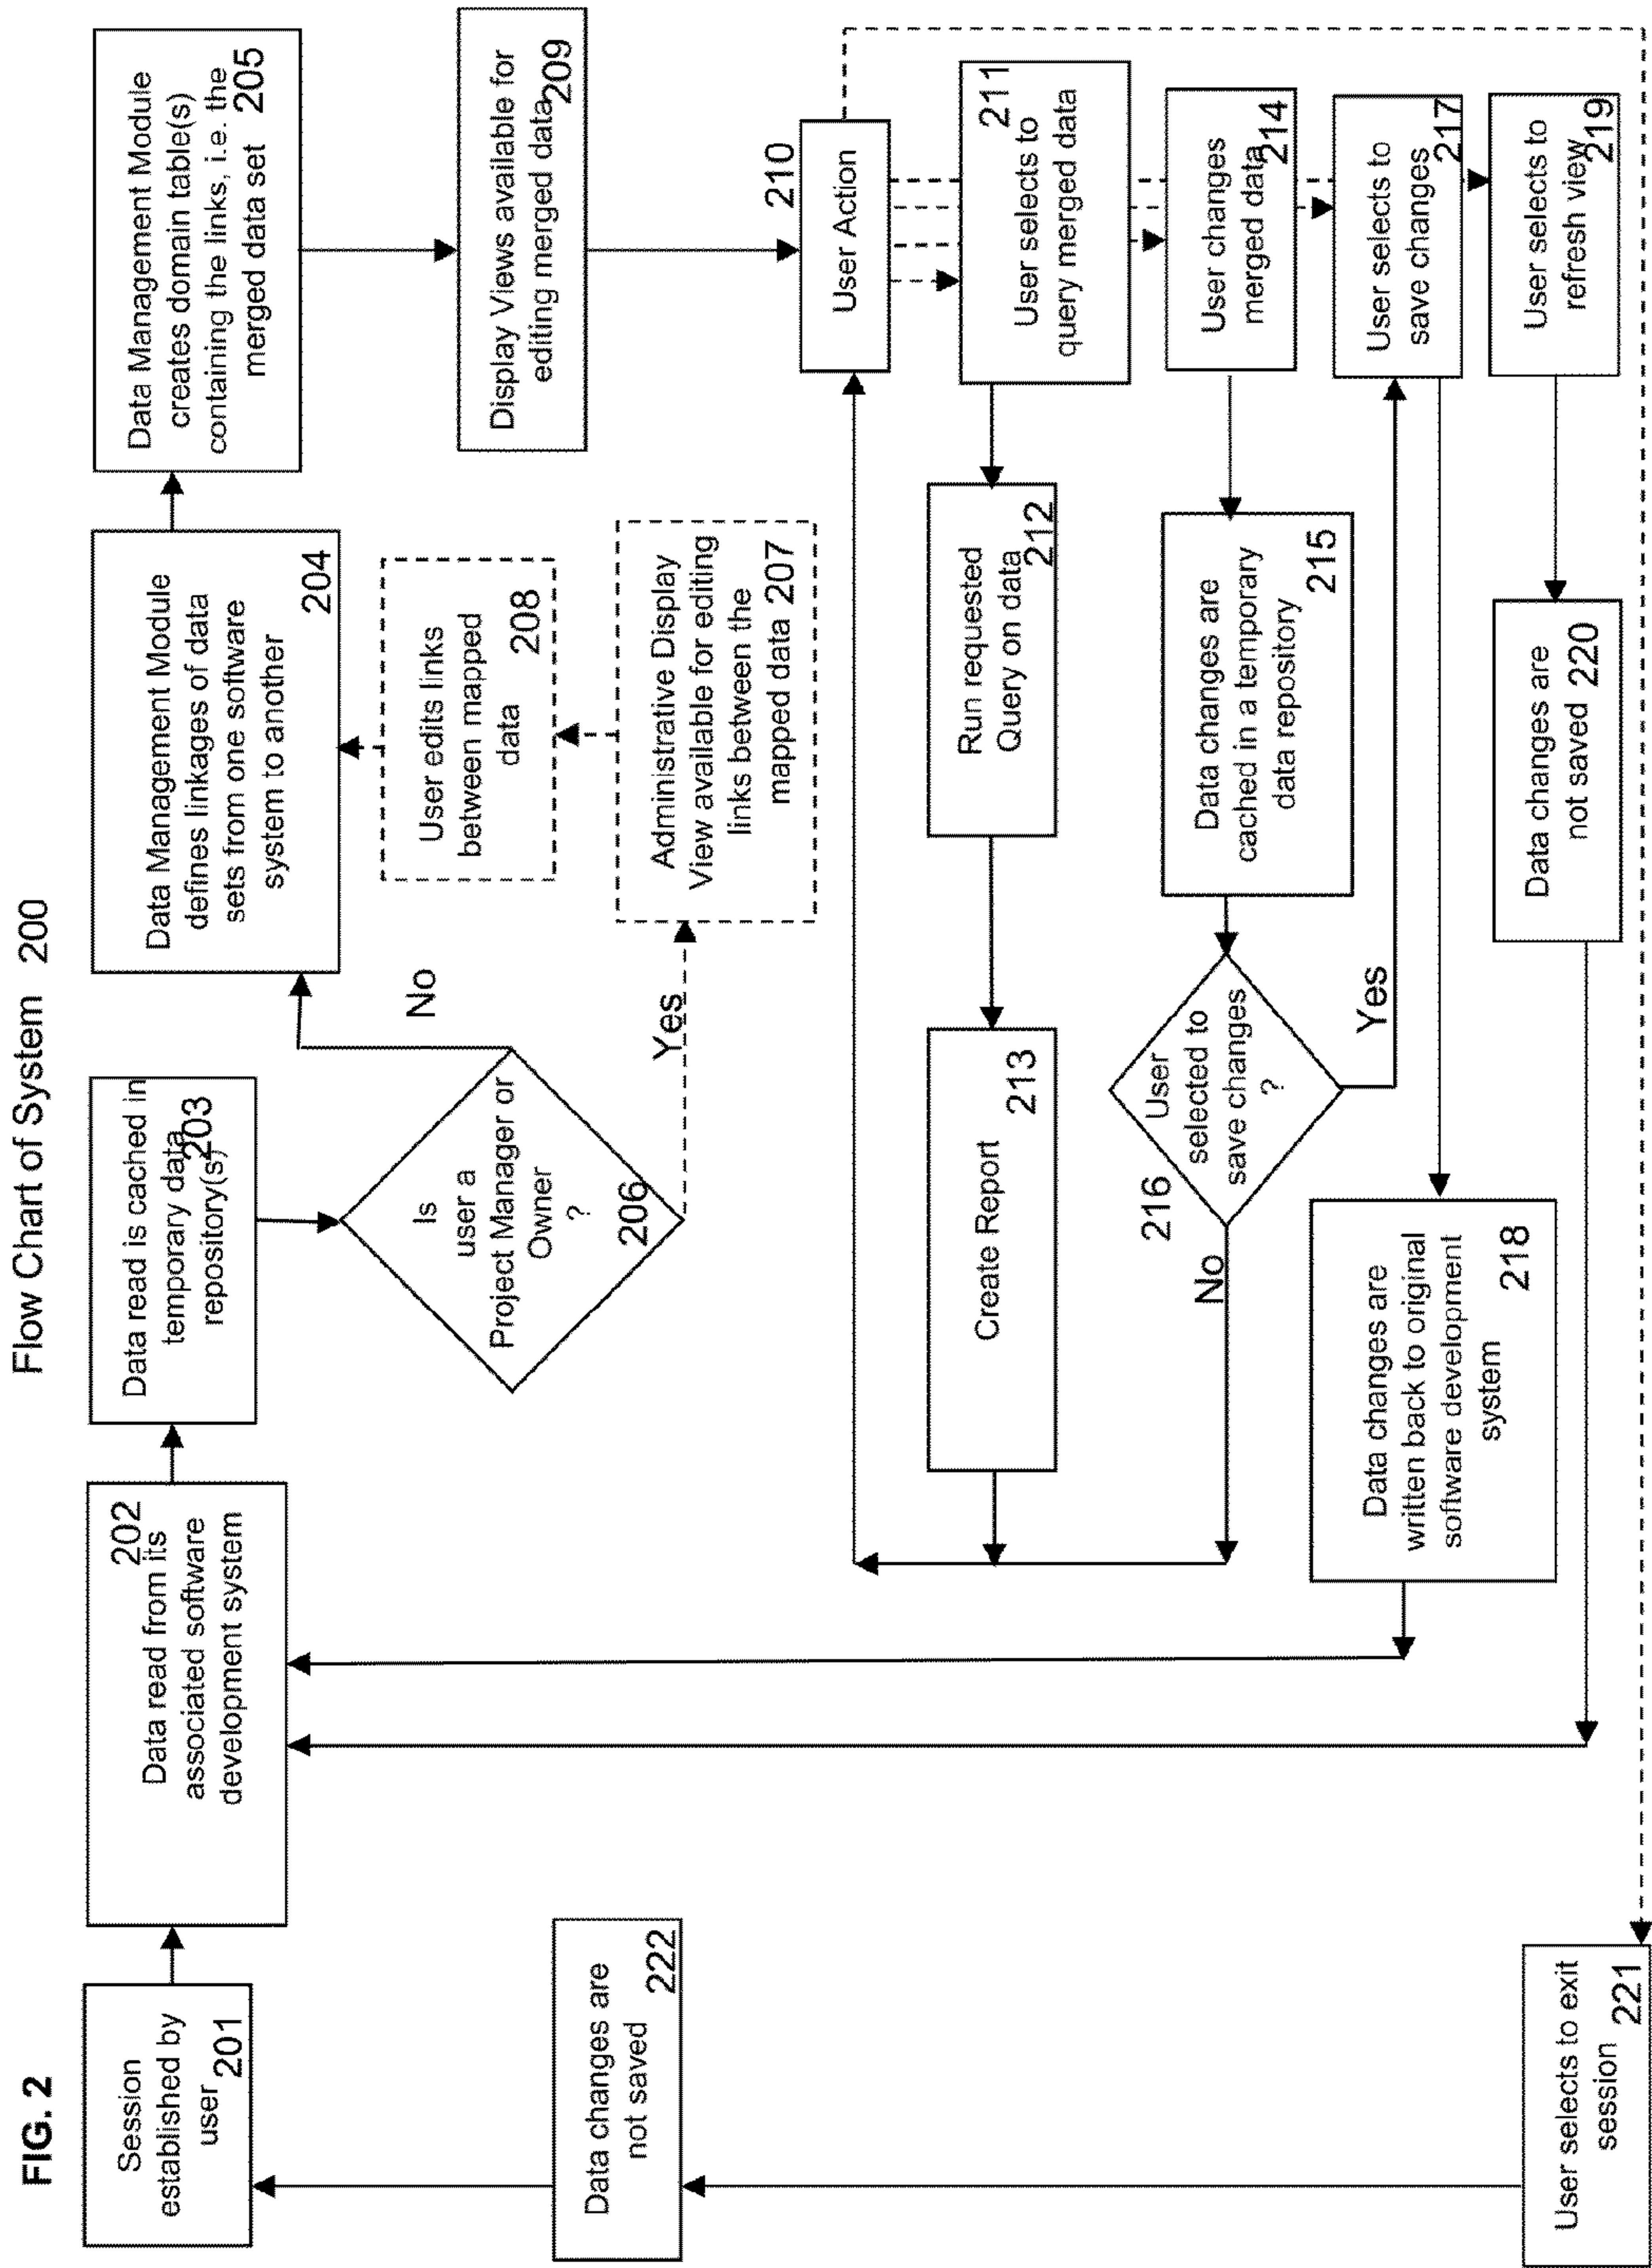 FIG. 2
Flow Chart of System 200
Session
established by
user
201
202
Data read from its
associated software
development system
Data read is cached in
temporary data
repository(s)
203
Is
user a
Project Manager or
Owner
?
206
No
Yes
Data Management Module
defines linkages of data
sets from one software
system to another
204
User edits links
between mapped
data
208
Administrative Display
View available for editing
links between the
mapped data 207
Data Management Module
creates domain table(s)
containing the links, i.e. the
merged data set 205
Display Views available for
editing merged data
209
210
User Action
211
User selects to
query merged data
Run requested
Query on data
212
Create Report
213
User changes
merged data
214
Data changes are
cached in a temporary
data repository
215
216
User
selected to
save changes
?
No
Yes
User selects to
save changes
217
Data changes are
written back to original
software development
system
218
User selects to
refresh view
219
Data changes are
not saved 220
User selects to exit
session
221
Data changes are
not saved
222